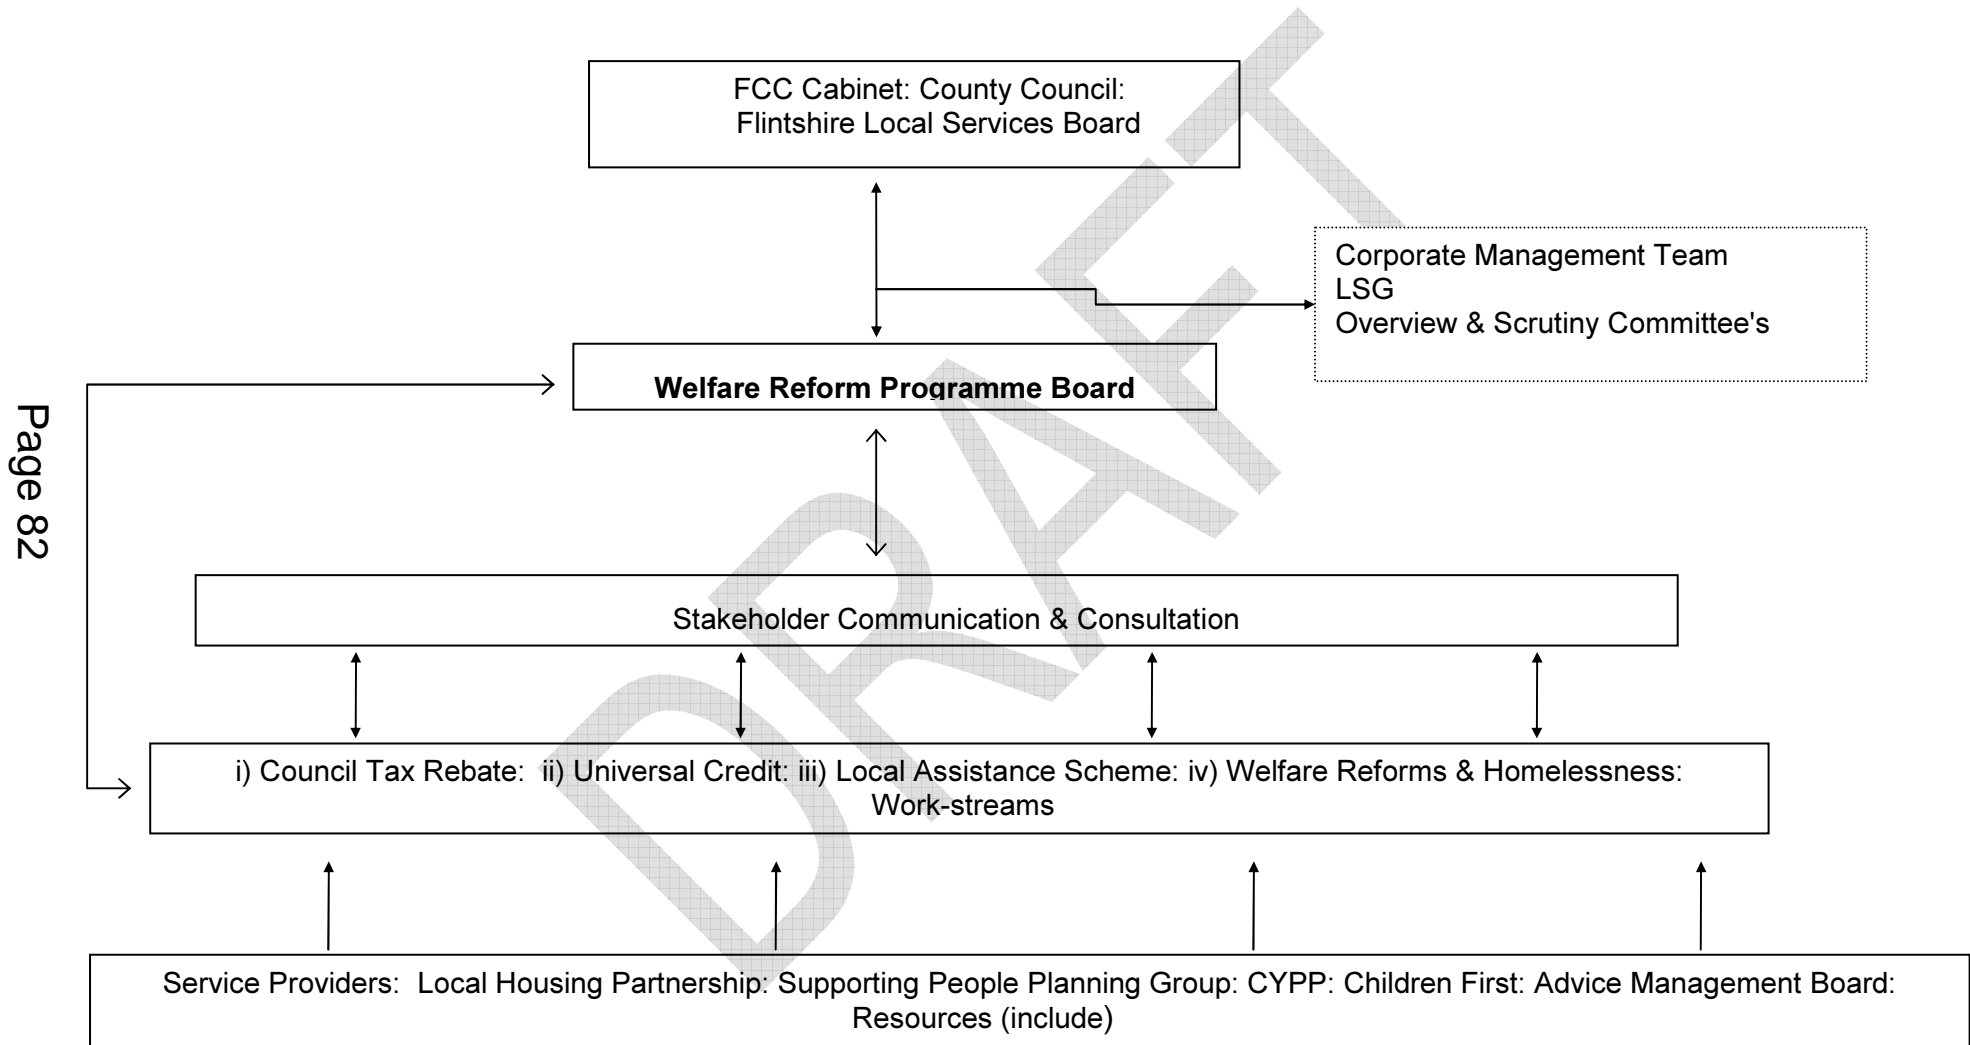 FCC Cabinet: County Council:
Flintshire Local Services Board
Corporate Management Team
LSG
Overview & Scrutiny Committee's
Welfare Reform Programme Board
Page 82
Stakeholder Communication & Consultation
i) Council Tax Rebate: ii) Universal Credit: iii) Local Assistance Scheme: iv) Welfare Reforms & Homelessness:
Work-streams
Service Providers: Local Housing Partnership: Supporting People Planning Group: CYPP: Children First: Advice Management Board:
Resources (include)
DRAFT